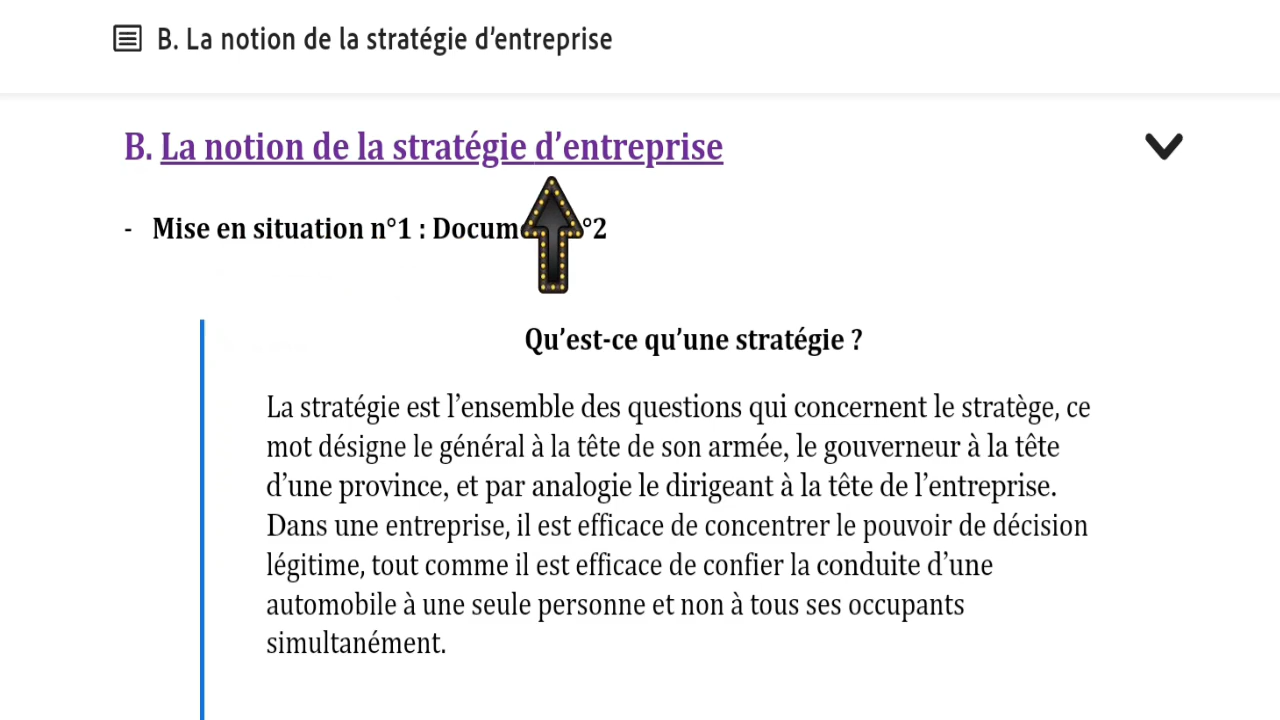 B. La notion de la stratégie d’entreprise
B. La notion de la stratégie d’entreprise
- Mise en situation n°1 : Docum °2
Qu’est-ce qu’une stratégie ?
La stratégie est l’ensemble des questions qui concernent le stratège, ce
mot désigne le général à la tête de son armée, le gouverneur à la tête
d’une province, et par analogie le dirigeant à la tête de l’entreprise.
Dans une entreprise, il est efficace de concentrer le pouvoir de décision
légitime, tout comme il est efficace de confier la conduite d’une
automobile à une seule personne et non à tous ses occupants
simultanément.